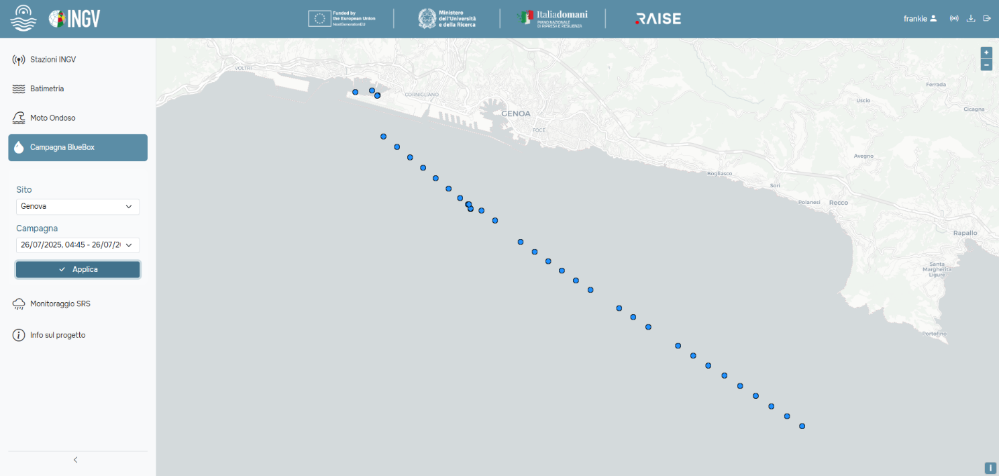 INGV
Funded by
the European Union
NextGenerationEU
Ministero
dell'Università
e della Ricerca
Italiadomani
PIANO NAZIONALE
DI RIPRESA E RESILIENZA
RAISE
frankie
Stazioni INGV
Batimetria
Moto Ondoso
Campagna BlueBox
Sito
Genova
Campagna
26/07/2025, 04:45 - 26/07/20
Applica
Monitoraggio SRS
Info sul progetto
VOLTRI
CORNIGLIANO
GENOA
FOCE
Bogliasco
Sori
Polanesi
Recco
Avegno
Uscio
Ferrada
Cicagna
Rapallo
Santa
Margherita
Ligure
Portofino
+
−
i